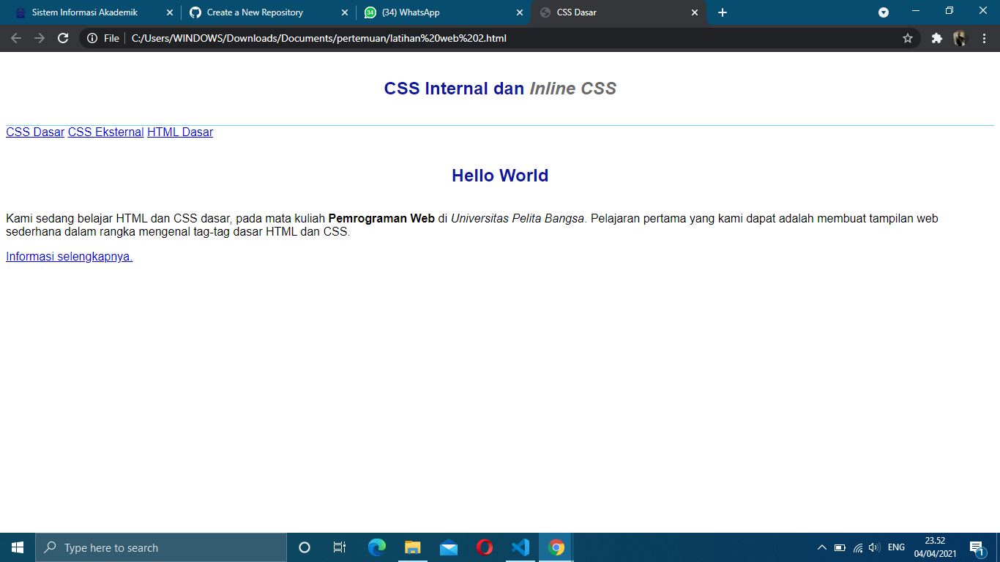 Sistem Informasi Akademik
Create a New Repository
34
(34) WhatsApp
CSS Dasar
File
C:/Users/WINDOWS/Downloads/Documents/pertemuan/latihan%20web%202.html
CSS Internal dan Inline CSS
CSS Dasar CSS Eksternal HTML Dasar
Hello World
Kami sedang belajar HTML dan CSS dasar, pada mata kuliah Pemrograman Web di Universitas Pelita Bangsa. Pelajaran pertama yang kami dapat adalah membuat tampilan web
sederhana dalam rangka mengenal tag-tag dasar HTML dan CSS.
Informasi selengkapnya.
Type here to search
ENG
23.52
04/04/2021
1